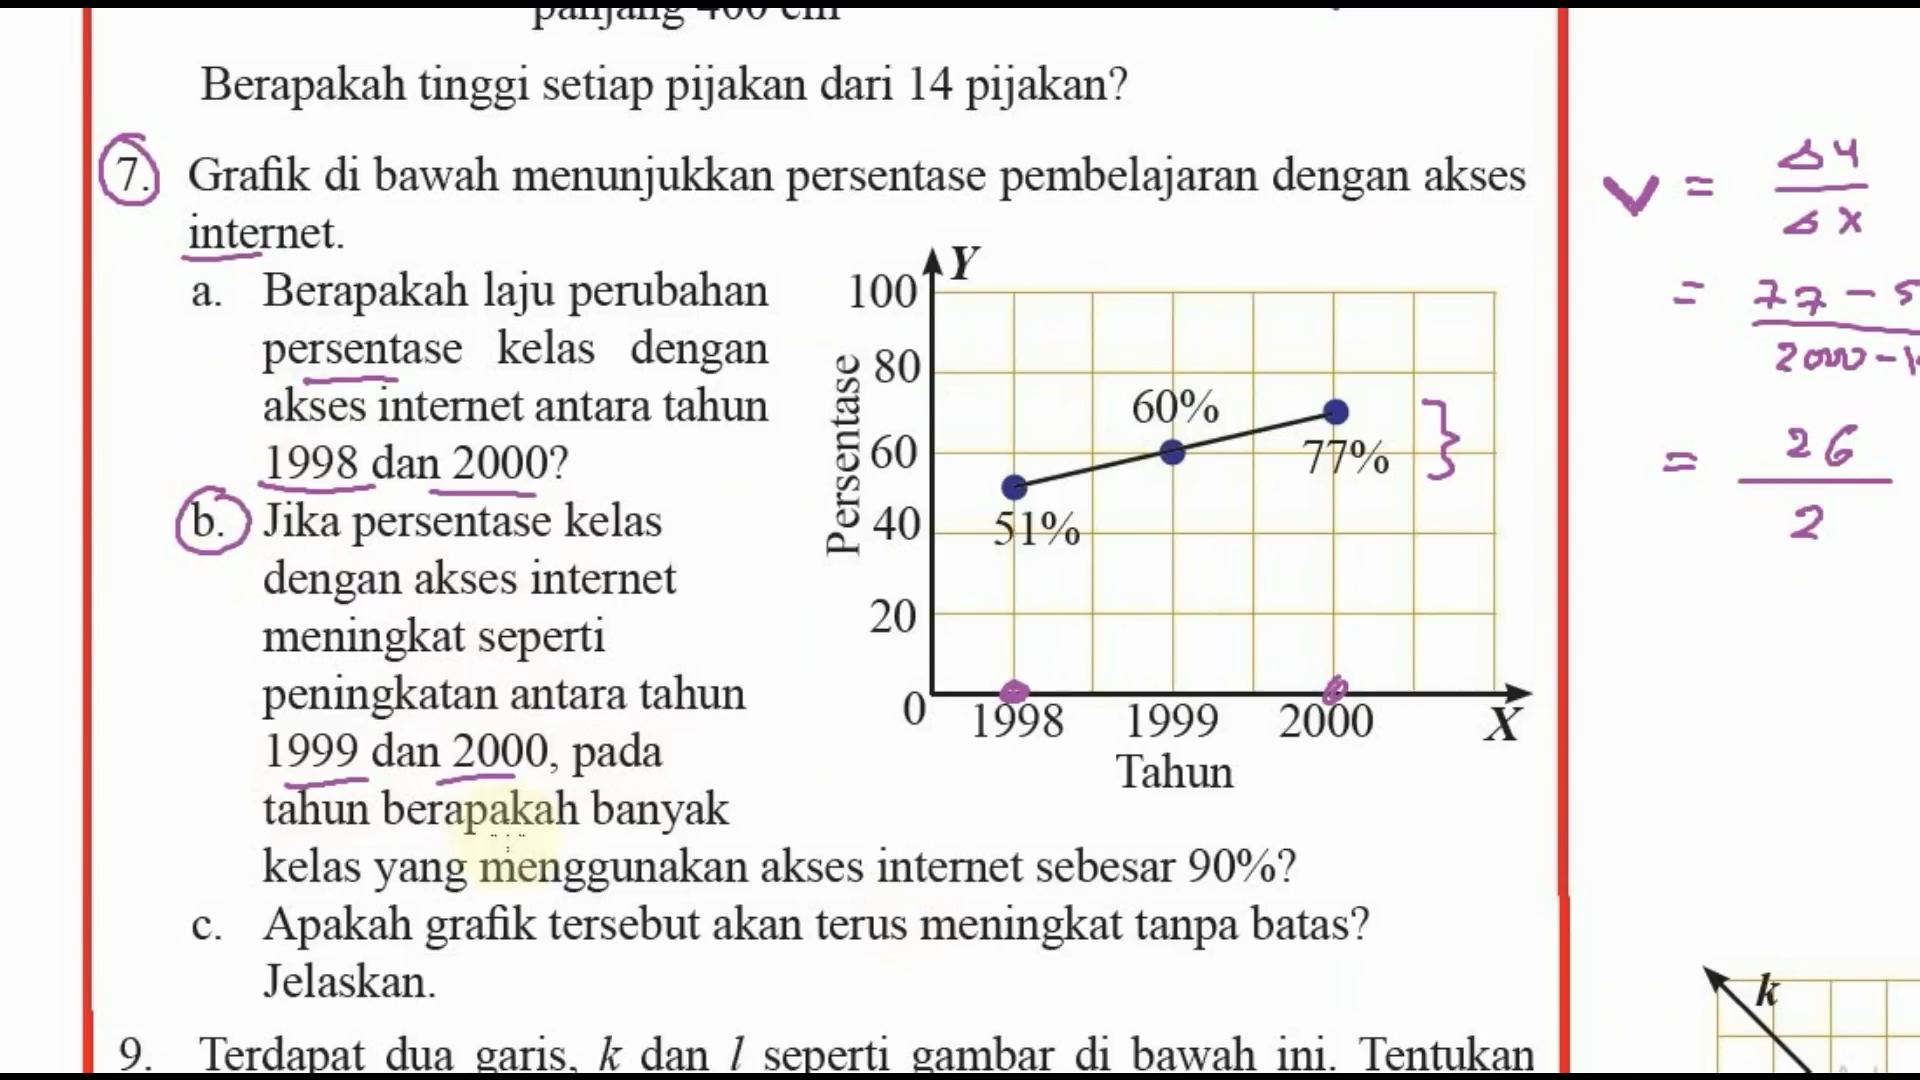 panjang 400 cm
Berapakah tinggi setiap pijakan dari 14 pijakan?
7. Grafik di bawah menunjukkan persentase pembelajaran dengan akses
internet.
a. Berapakah laju perubahan
persentase kelas dengan
akses internet antara tahun
1998 dan 2000?
b. Jika persentase kelas
dengan akses internet
meningkat seperti
peningkatan antara tahun
1999 dan 2000, pada
tahun berapakah banyak
kelas yang menggunakan akses internet sebesar 90%?
c. Apakah grafik tersebut akan terus meningkat tanpa batas?
Jelaskan.
Y
100
80
60
40
20
0
Persentase
51%
60%
77%
1998 1999 2000 X
Tahun
9. Terdapat dua garis, k dan l seperti gambar di bawah ini. Tentukan
V = Δy
Δx
= 77 - 5
2000 - 1
= 26
2
k